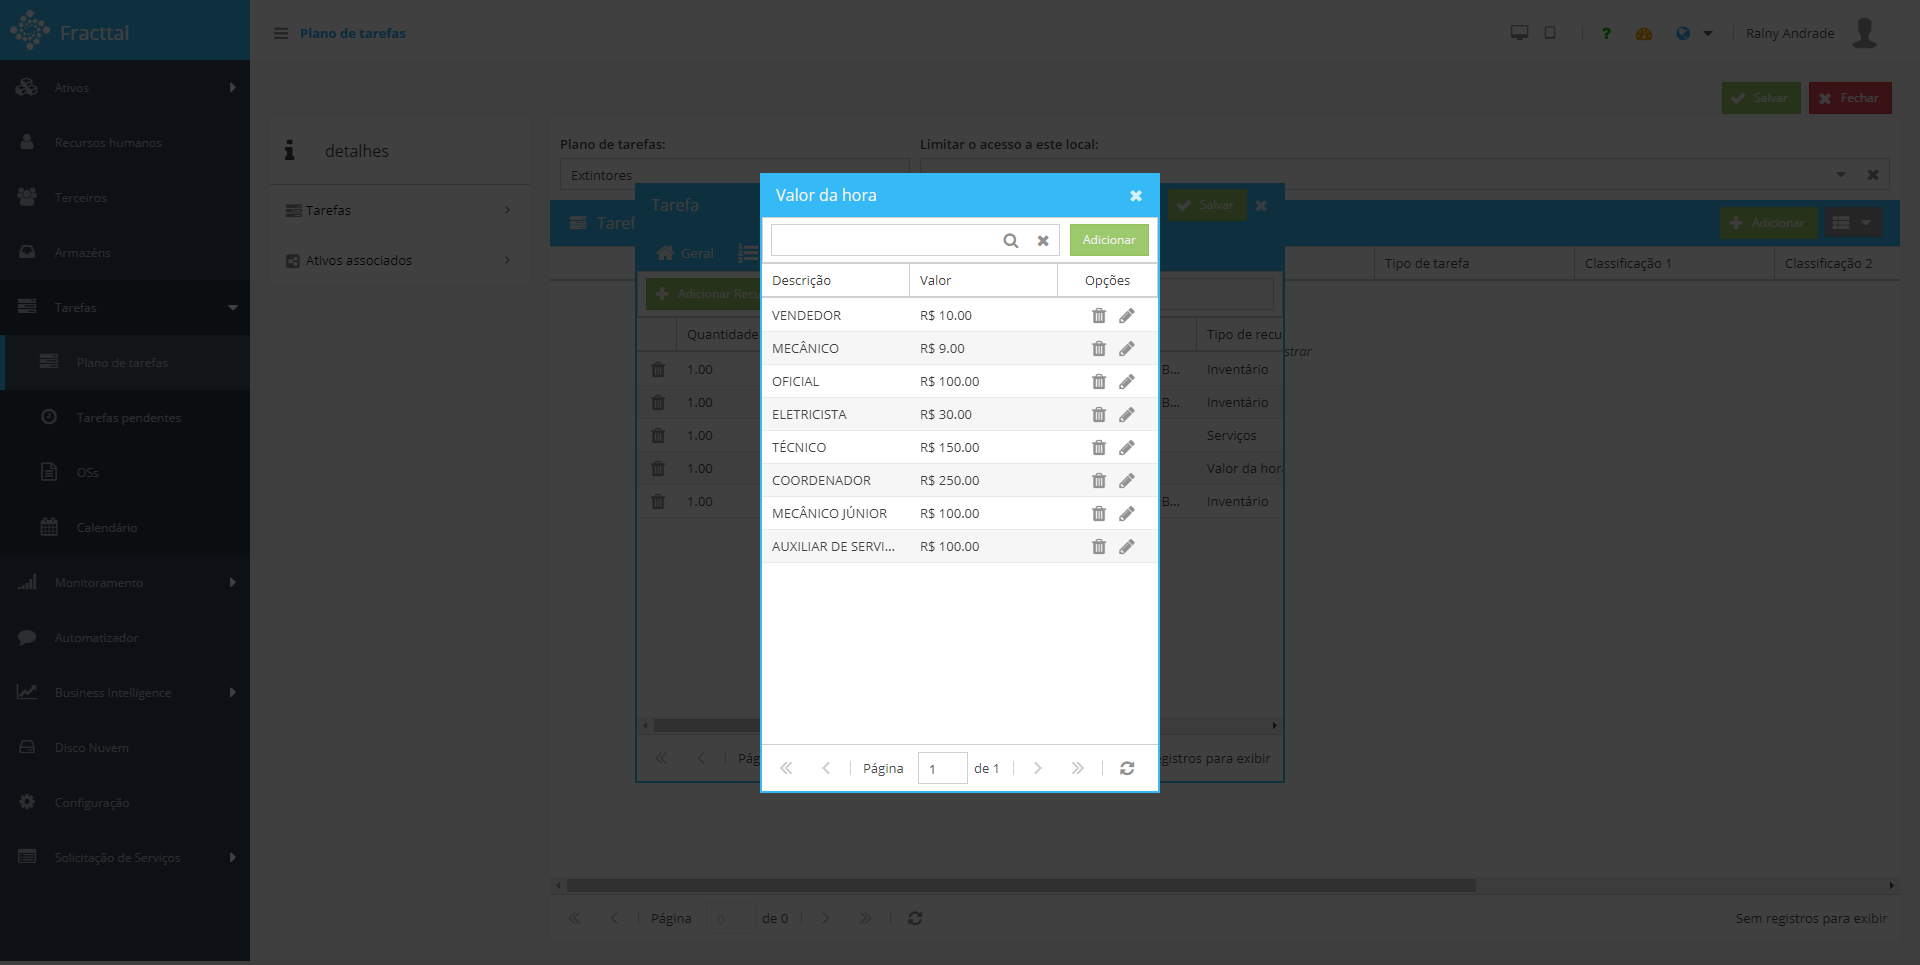 Fracttal
Plano de tarefas
?
Rainy Andrade
Ativos
Recursos humanos
Terceiros
Armazéns
Tarefas
Plano de tarefas
Tarefas pendentes
OSs
Calendário
Monitoramento
Automatizador
Business Intelligence
Disco Nuvem
Configuração
Solicitação de Serviços
Salvar
Fechar
detalhes
Tarefas
Ativos associados
Plano de tarefas:
Limitar o acesso a este local:
Extintores
Adicionar
Tipo de tarefa
Classificação 1
Classificação 2
Tarefa
Salvar
Geral
Adicionar
Quantidade
Tipo de recu
1.00
B...
Inventário
1.00
B...
Inventário
1.00
Serviços
1.00
Valor da hor
1.00
B...
Inventário
registros para exibir
Valor da hora
Adicionar
Descrição
Valor
Opções
VENDEDOR
R$ 10.00
MECÂNICO
R$ 9.00
OFICIAL
R$ 100.00
ELETRICISTA
R$ 30.00
TÉCNICO
R$ 150.00
COORDENADOR
R$ 250.00
MECÂNICO JÚNIOR
R$ 100.00
AUXILIAR DE SERVI...
R$ 100.00
Página
1
de 1
Página
0
de 0
Sem registros para exibir